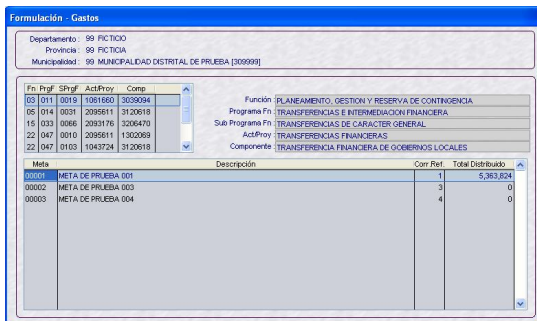 Formulación - Gastos
Departamento : 99 FICTICIO
Provincia : 99 FICTICIA
Municipalidad : 99 MUNICIPALIDAD DISTRITAL DE PRUEBA [309999]
Fn PrgF SPrgF Act/Proy Comp
03 011 0019 1061660 3039094
05 014 0031 2095611 3120618
15 033 0066 2093176 3206470
22 047 0010 2095611 1302069
22 047 0103 1043724 3120618
Función : PLANEAMIENTO, GESTION Y RESERVA DE CONTINGENCIA
Programa Fn : TRANSFERENCIAS E INTERMEDIACION FINANCIERA
Sub Programa Fn : TRANSFERENCIAS DE CARACTER GENERAL
Act/Proy : TRANSFERENCIAS FINANCIERAS
Componente : TRANSFERENCIA FINANCIERA DE GOBIERNOS LOCALES
Meta Descripción Corr.Ref. Total Distribuido
00001 META DE PRUEBA 001 1 5,363,824
00002 META DE PRUEBA 003 3 0
00003 META DE PRUEBA 004 4 0